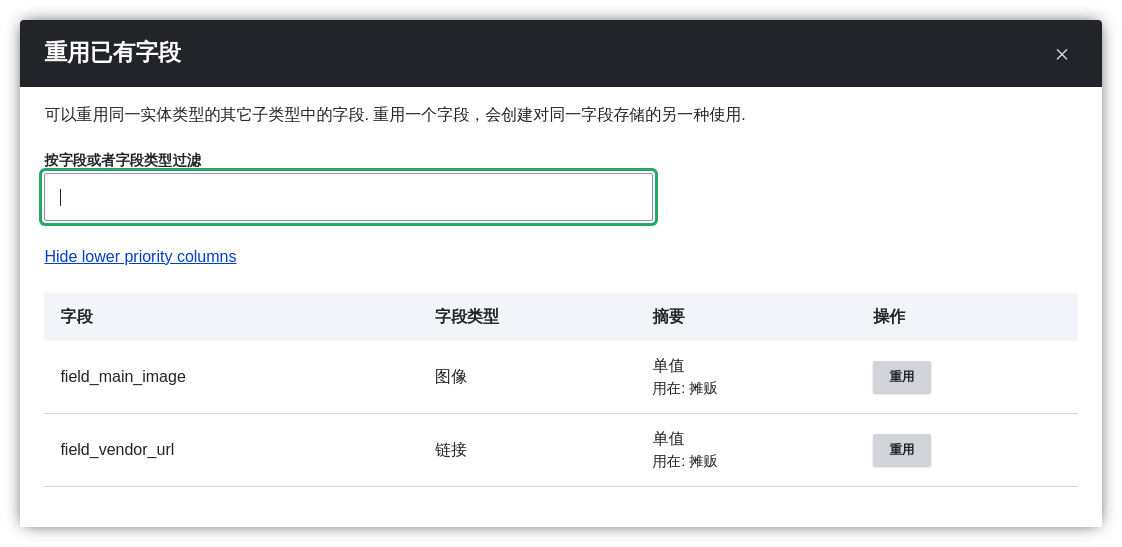 重用已有字段
可以重用同一实体类型的其它子类型中的字段. 重用一个字段，会创建对同一字段存储的另一种使用.
按字段或者字段类型过滤
Hide lower priority columns
字段 字段类型 摘要 操作
field_main_image 图像 单值 重用
用在: 摊贩
field_vendor_url 链接 单值 重用
用在: 摊贩